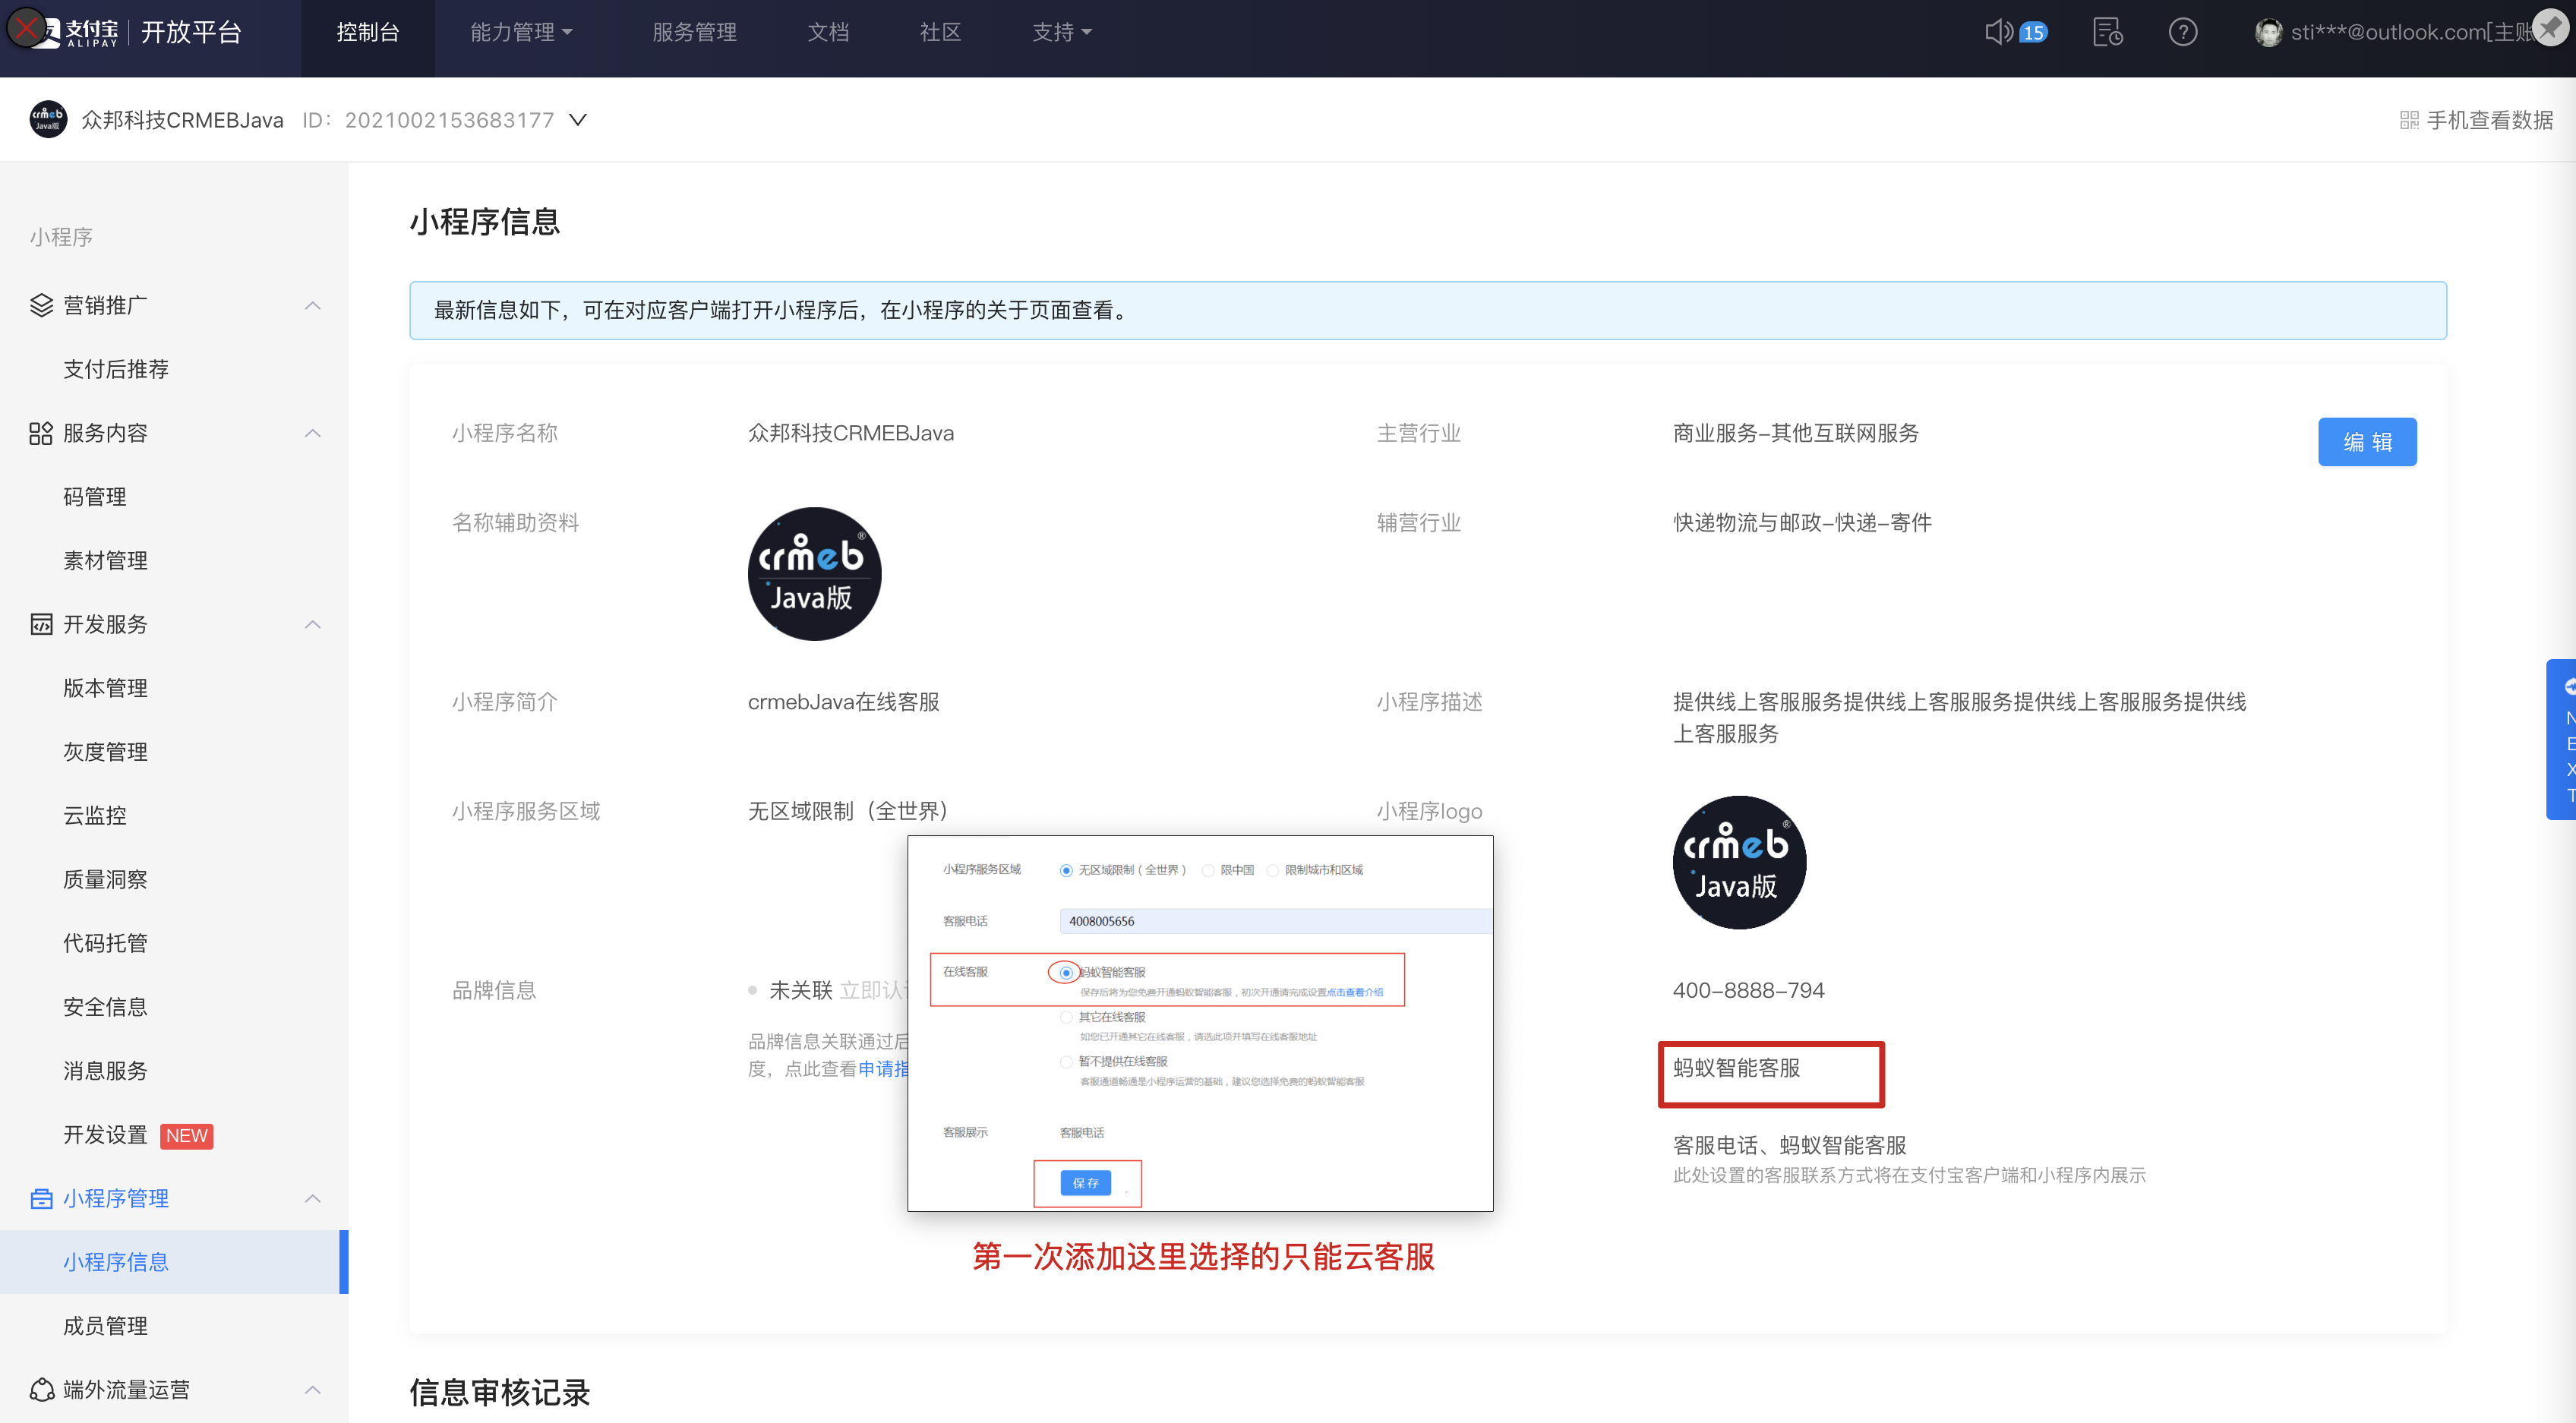 支付宝
ALIPAY
开放平台
控制台
能力管理
服务管理
文档
社区
支持
15
sti***@outlook.com[主账
众邦科技CRMEBJava
ID：2021002153683177
手机查看数据
小程序
营销推广
支付后推荐
服务内容
码管理
素材管理
开发服务
版本管理
灰度管理
云监控
质量洞察
代码托管
安全信息
消息服务
开发设置 NEW
小程序管理
小程序信息
成员管理
端外流量运营
小程序信息
最新信息如下，可在对应客户端打开小程序后，在小程序的关于页面查看。
小程序名称
众邦科技CRMEBJava
主营行业
商业服务-其他互联网服务
编 辑
名称辅助资料
crmeb®
Java版
辅营行业
快递物流与邮政-快递-寄件
小程序简介
crmebJava在线客服
小程序描述
提供线上客服服务提供线上客服服务提供线上客服服务提供线
上客服服务
小程序服务区域
无区域限制（全世界）
小程序logo
crmeb®
Java版
品牌信息
未关联 立即认
品牌信息关联通过后
度，点此查看申请指
400-8888-794
蚂蚁智能客服
客服电话、蚂蚁智能客服
此处设置的客服联系方式将在支付宝客户端和小程序内展示
小程序服务区域
无区域限制（全世界）
限中国
限制城市和区域
客服电话
4008005656
在线客服
蚂蚁智能客服
保存后将为您免费开通蚂蚁智能客服，初次开通请完成设置点击查看介绍
其它在线客服
如您已开通其它在线客服，请选此项并填写在线客服地址
暂不提供在线客服
客服通道畅通是小程序运营的基础，建议您选择免费的蚂蚁智能客服
客服展示
客服电话
保 存
第一次添加这里选择的只能云客服
信息审核记录
N
E
X
T